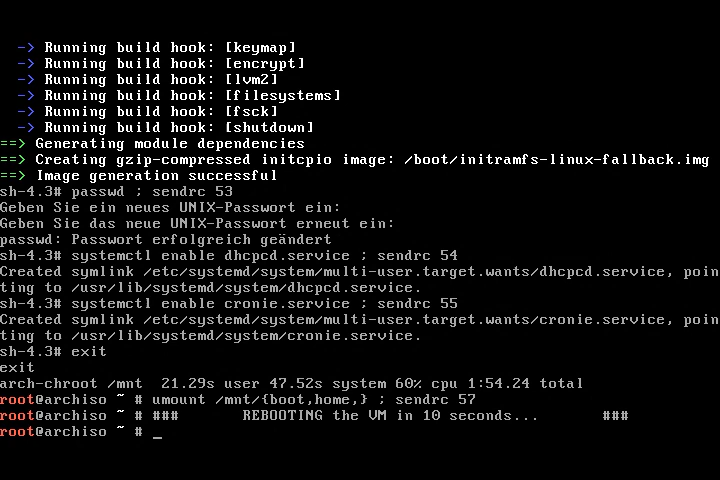 -> Running build hook: [keymap]
-> Running build hook: [encrypt]
-> Running build hook: [lvm2]
-> Running build hook: [filesystems]
-> Running build hook: [fsck]
-> Running build hook: [shutdown]
==> Generating module dependencies
==> Creating gzip-compressed initcpio image: /boot/initramfs-linux-fallback.img
==> Image generation successful
sh-4.3# passwd ; sendrc 53
Geben Sie ein neues UNIX-Passwort ein:
Geben Sie das neue UNIX-Passwort erneut ein:
passwd: Passwort erfolgreich geändert
sh-4.3# systemctl enable dhcpcd.service ; sendrc 54
Created symlink /etc/systemd/system/multi-user.target.wants/dhcpcd.service, poin
ting to /usr/lib/systemd/system/dhcpcd.service.
sh-4.3# systemctl enable cronie.service ; sendrc 55
Created symlink /etc/systemd/system/multi-user.target.wants/cronie.service, poin
ting to /usr/lib/systemd/system/cronie.service.
sh-4.3# exit
exit
arch-chroot /mnt  21.29s user 47.52s system 60% cpu 1:54.24 total
root@archiso ~ # umount /mnt/{boot,home,} ; sendrc 57
root@archiso ~ # ###       REBOOTING the VM in 10 seconds...       ###
root@archiso ~ # _